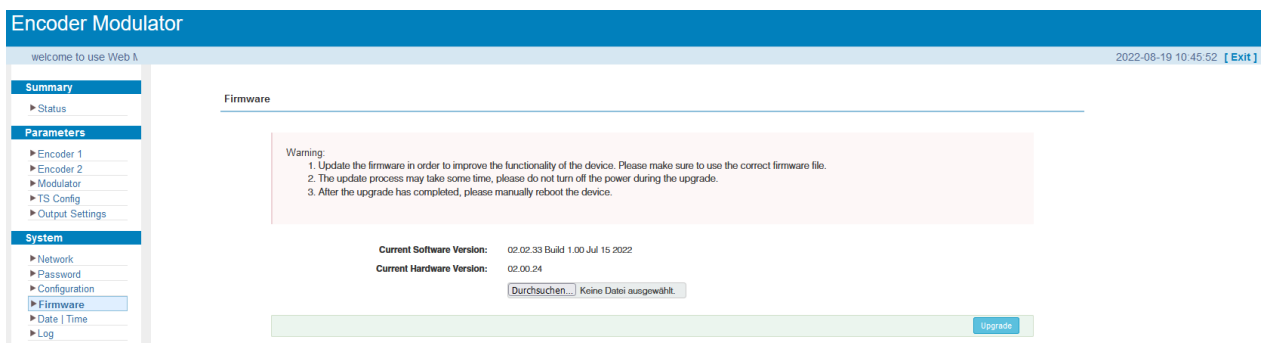 Encoder Modulator
welcome to use Web
2022-08-19 10:45:52 [ Exit ]
Summary
Status
Parameters
Encoder 1
Encoder 2
Modulator
TS Config
Output Settings
System
Network
Password
Configuration
Firmware
Date | Time
Log
Firmware
Warning:
1. Update the firmware in order to improve the functionality of the device. Please make sure to use the correct firmware file.
2. The update process may take some time, please do not turn off the power during the upgrade.
3. After the upgrade has completed, please manually reboot the device.
Current Software Version: 02.02.33 Build 1.00 Jul 15 2022
Current Hardware Version: 02.00.24
Durchsuchen... Keine Datei ausgewählt.
Upgrade